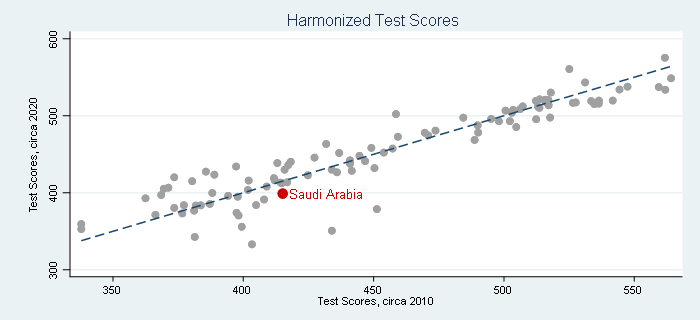 Harmonized Test Scores
600
500
400
300
Test Scores, circa 2020
Saudi Arabia
350
400
450
500
550
Test Scores, circa 2010